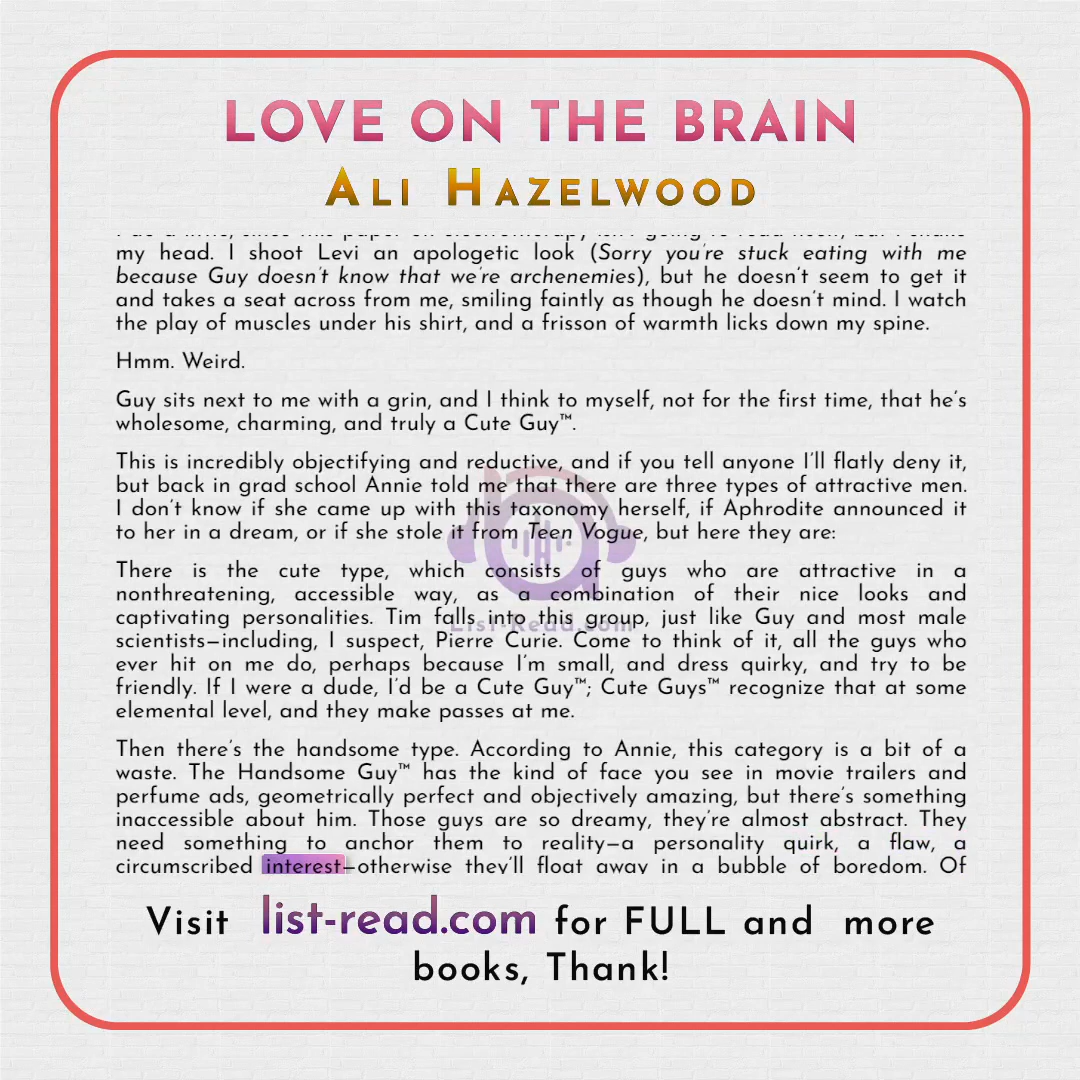 LOVE ON THE BRAIN
ALI HAZELWOOD
my head. I shoot Levi an apologetic look (Sorry you're stuck eating with me
because Guy doesn't know that we're archenemies), but he doesn't seem to get it
and takes a seat across from me, smiling faintly as though he doesn't mind. I watch
the play of muscles under his shirt, and a frisson of warmth licks down my spine.
Hmm. Weird.
Guy sits next to me with a grin, and I think to myself, not for the first time, that he's
wholesome, charming, and truly a Cute Guy™.
This is incredibly objectifying and reductive, and if you tell anyone I'll flatly deny it,
but back in grad school Annie told me that there are three types of attractive men.
I don't know if she came up with this taxonomy herself, if Aphrodite announced it
to her in a dream, or if she stole it from Teen Vogue, but here they are:
There is the cute type, which consists of guys who are attractive in a
nonthreatening, accessible way, as a combination of their nice looks and
captivating personalities. Tim falls into this group, just like Guy and most male
List-Read.com
scientists—including, I suspect, Pierre Curie. Come to think of it, all the guys who
ever hit on me do, perhaps because I'm small, and dress quirky, and try to be
friendly. If I were a dude, I'd be a Cute Guy™; Cute Guys™ recognize that at some
elemental level, and they make passes at me.
Then there's the handsome type. According to Annie, this category is a bit of a
waste. The Handsome Guy™ has the kind of face you see in movie trailers and
perfume ads, geometrically perfect and objectively amazing, but there's something
inaccessible about him. Those guys are so dreamy, they're almost abstract. They
need something to anchor them to reality—a personality quirk, a flaw, a
circumscribed interest—otherwise they'll float away in a bubble of boredom. Of
Visit list-read.com for FULL and more
books, Thank!